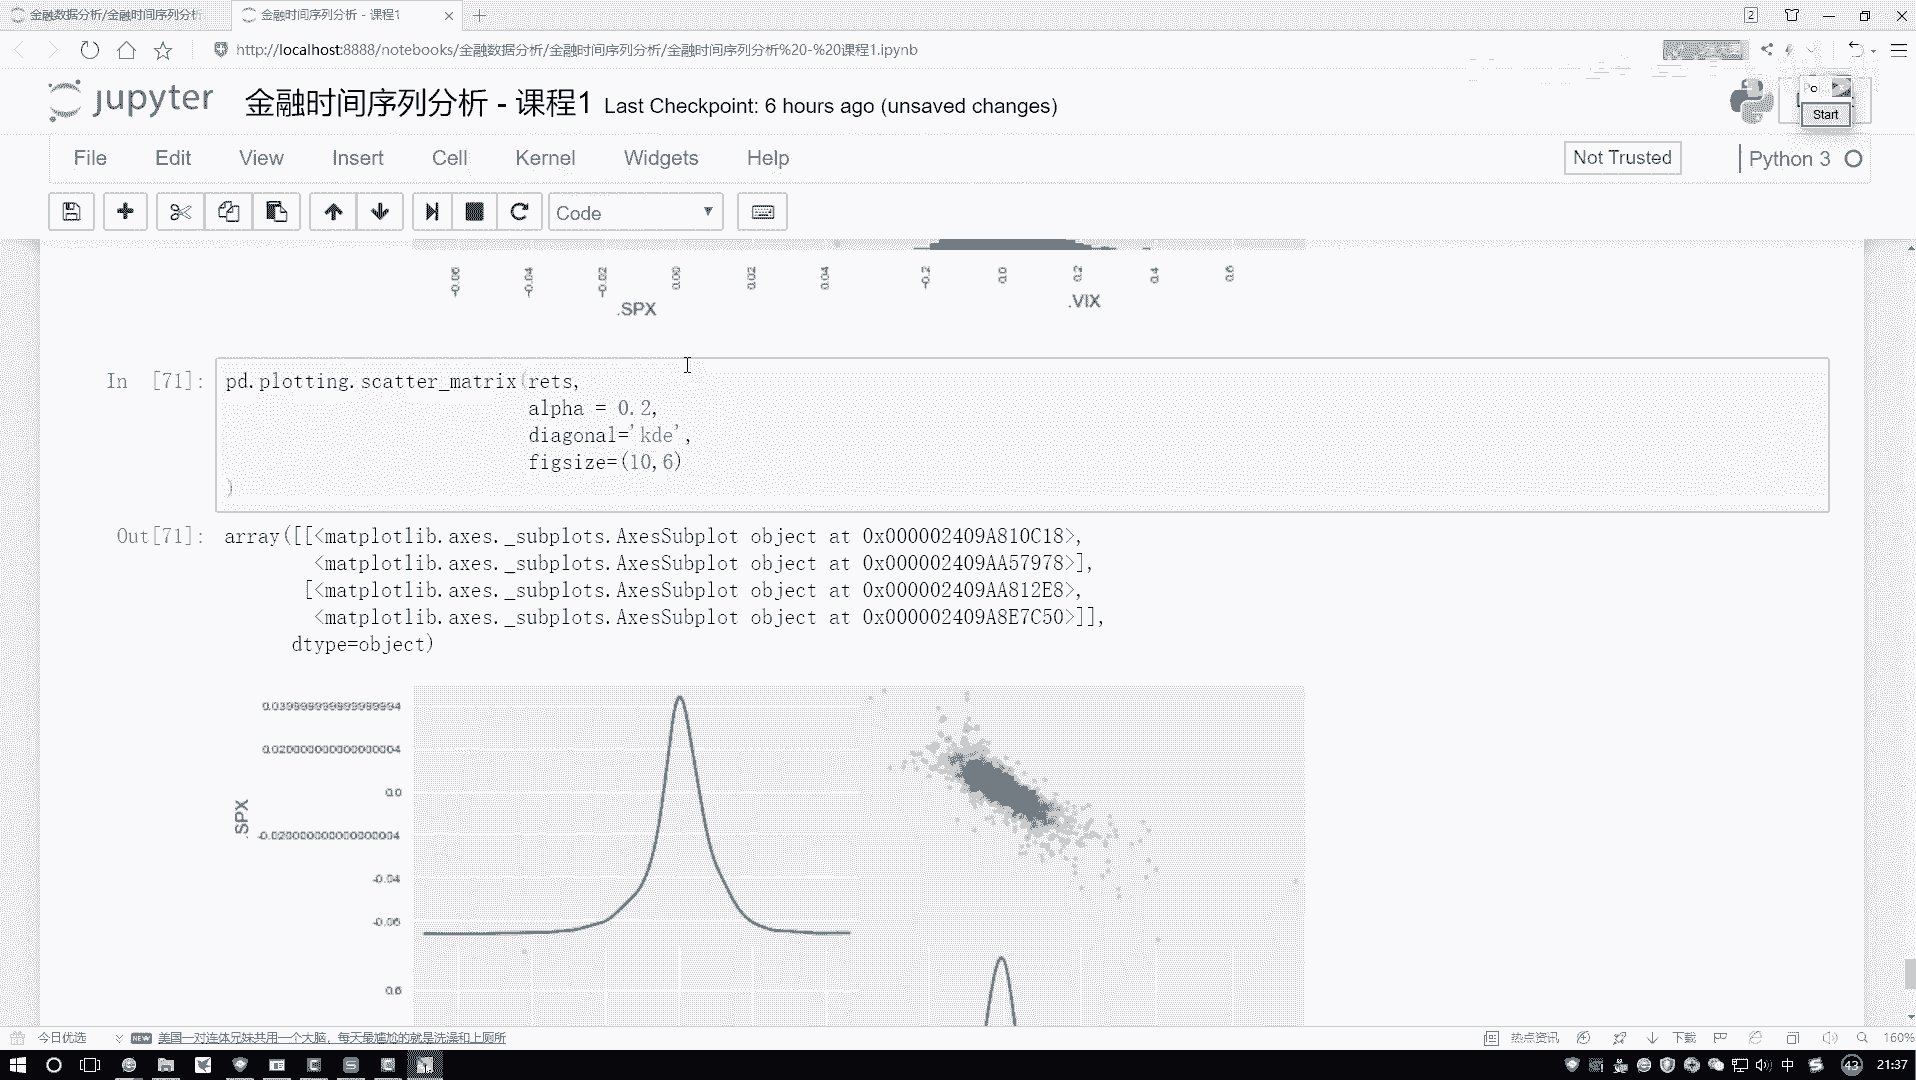 金融数据分析/金融时间序列分析
金融时间序列分析 - 课程1
2
http://localhost:8888/notebooks/金融数据分析/金融时间序列分析/金融时间序列分析%20-%20课程1.ipynb
jupyter 金融时间序列分析 - 课程1 Last Checkpoint: 6 hours ago (unsaved changes)
Start
File Edit View Insert Cell Kernel Widgets Help
Not Trusted
Python 3
Code
-0.06 -0.04 -0.02 0.00 0.02 0.04
-0.2 0.0 0.2 0.4 0.6
.SPX
.VIX
In [71]:
pd.plotting.scatter_matrix(rets,
alpha = 0.2,
diagonal='kde',
figsize=(10,6)
)
Out[71]:
array([[<matplotlib.axes._subplots.AxesSubplot object at 0x000002409A810C18>,
<matplotlib.axes._subplots.AxesSubplot object at 0x000002409AA57978>],
[<matplotlib.axes._subplots.AxesSubplot object at 0x000002409AA812E8>,
<matplotlib.axes._subplots.AxesSubplot object at 0x000002409A8E7C50>]],
dtype=object)
0.0
-0.04
-0.06
.SPX
0.6
今日优选
NEW
美国一对连体兄妹共用一个大脑，每天最尴尬的就是洗澡和上厕所
热点资讯
下载
160%
中
43
21:37